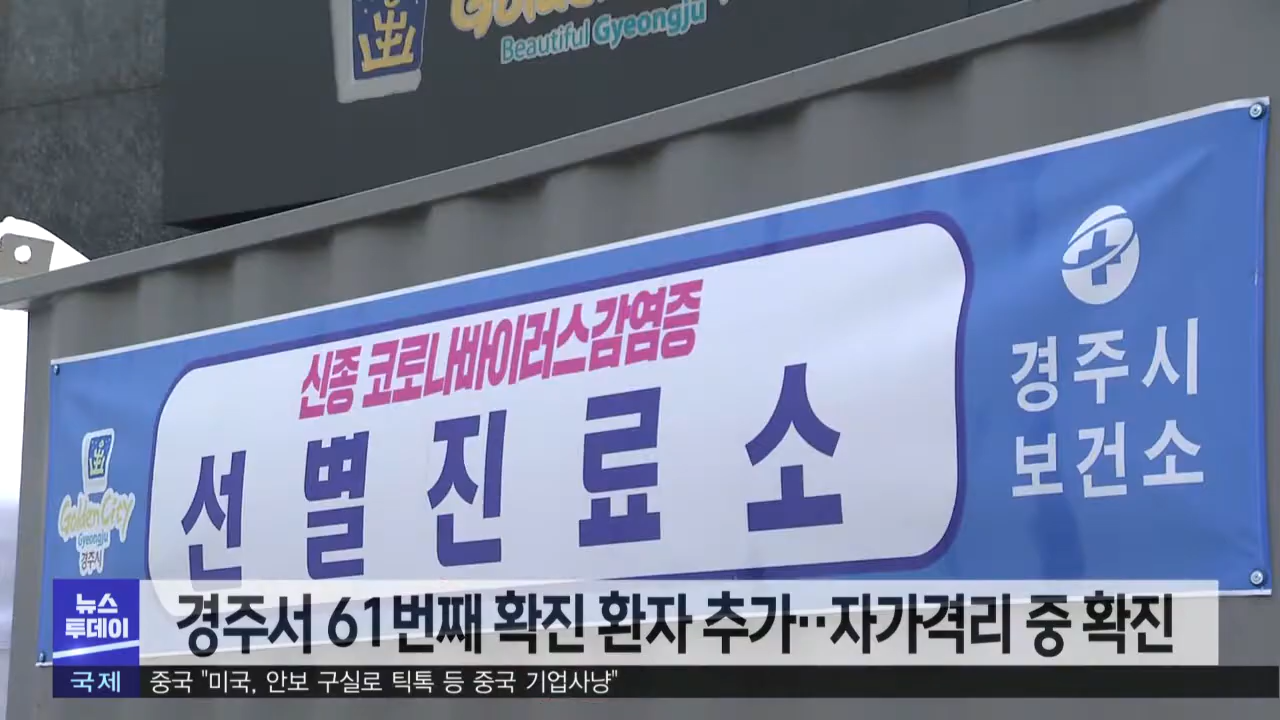 Golden
Beautiful Gyeongju
신종 코로나바이러스감염증
선별진료소
경주시
보건소
Golden City
Gyeongju
경주시
뉴스
투데이
경주서 61번째 확진 환자 추가··자가격리 중 확진
국제
중국 "미국, 안보 구실로 틱톡 등 중국 기업사냥"